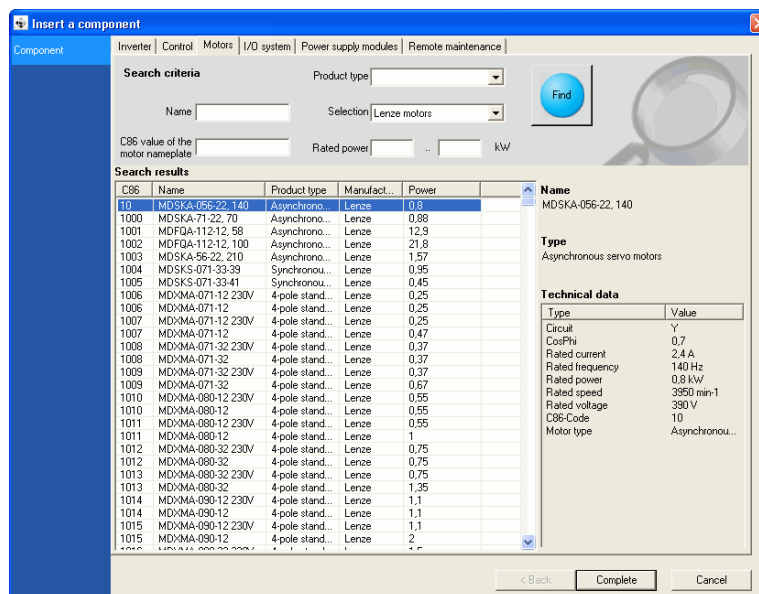 Insert a component
Component
Inverter Control Motors I/O system Power supply modules Remote maintenance
Search criteria
Product type
Find
Name
Selection Lenze motors
C86 value of the
motor nameplate
Rated power .. kW
Search results
C86 Name Product type Manufact... Power
10 MDSKA-056-22, 140 Asynchrono... Lenze 0,8
1000 MDSKA-71-22, 70 Asynchrono... Lenze 0,88
1001 MDFQA-112-12, 58 Asynchrono... Lenze 12,9
1002 MDFQA-112-12, 100 Asynchrono... Lenze 21,8
1003 MDSKA-56-22, 210 Asynchrono... Lenze 1,57
1004 MDSKS-071-33-39 Synchronou... Lenze 0,95
1005 MDSKS-071-33-41 Synchronou... Lenze 0,45
1006 MDXMA-071-12 230V 4-pole stand... Lenze 0,25
1006 MDXMA-071-12 4-pole stand... Lenze 0,25
1007 MDXMA-071-12 230V 4-pole stand... Lenze 0,25
1007 MDXMA-071-12 4-pole stand... Lenze 0,47
1008 MDXMA-071-32 230V 4-pole stand... Lenze 0,37
1008 MDXMA-071-32 4-pole stand... Lenze 0,37
1009 MDXMA-071-32 230V 4-pole stand... Lenze 0,37
1009 MDXMA-071-32 4-pole stand... Lenze 0,67
1010 MDXMA-080-12 230V 4-pole stand... Lenze 0,55
1010 MDXMA-080-12 4-pole stand... Lenze 0,55
1011 MDXMA-080-12 230V 4-pole stand... Lenze 0,55
1011 MDXMA-080-12 4-pole stand... Lenze 1
1012 MDXMA-080-32 230V 4-pole stand... Lenze 0,75
1012 MDXMA-080-32 4-pole stand... Lenze 0,75
1013 MDXMA-080-32 230V 4-pole stand... Lenze 0,75
1013 MDXMA-080-32 4-pole stand... Lenze 1,35
1014 MDXMA-090-12 230V 4-pole stand... Lenze 1,1
1014 MDXMA-090-12 4-pole stand... Lenze 1,1
1015 MDXMA-090-12 230V 4-pole stand... Lenze 1,1
1015 MDXMA-090-12 4-pole stand... Lenze 2
Name
MDSKA-056-22, 140
Type
Asynchronous servo motors
Technical data
Type Value
Circuit Y
CosPhi 0,7
Rated current 2,4 A
Rated frequency 140 Hz
Rated power 0,8 kW
Rated speed 3950 min-1
Rated voltage 390 V
C86-Code 10
Motor type Asynchronou...
< Back Complete Cancel